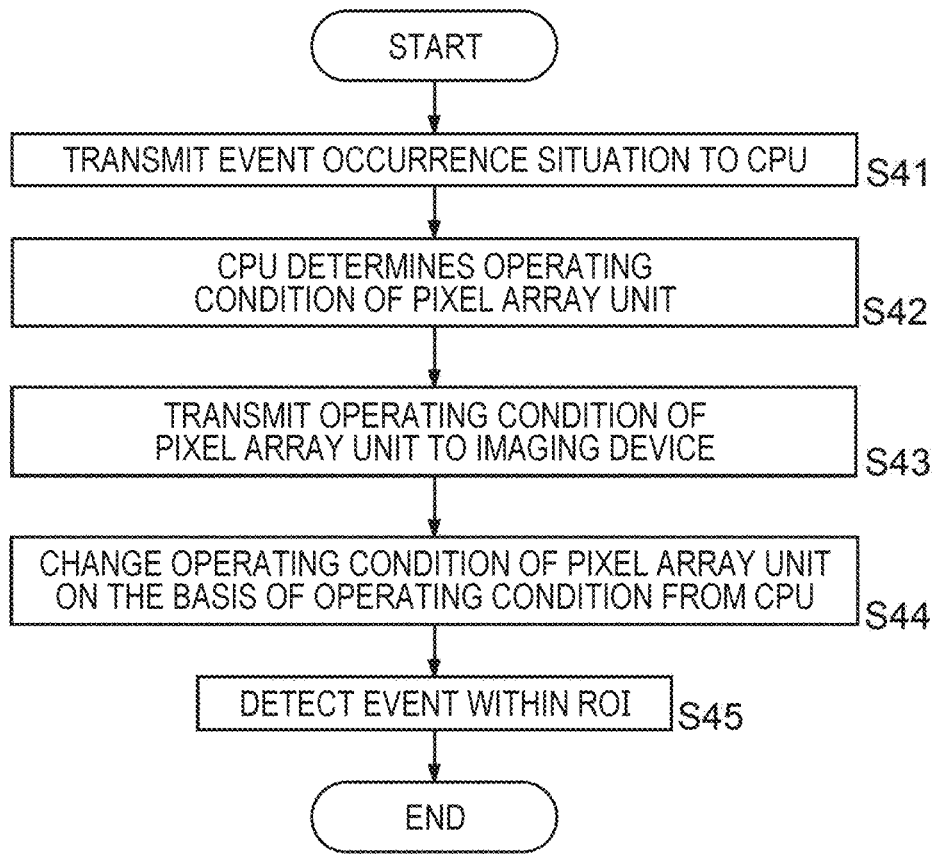 START
TRANSMIT EVENT OCCURRENCE SITUATION TO CPU
S41
CPU DETERMINES OPERATING
CONDITION OF PIXEL ARRAY UNIT
S42
TRANSMIT OPERATING CONDITION OF
PIXEL ARRAY UNIT TO IMAGING DEVICE
S43
CHANGE OPERATING CONDITION OF PIXEL ARRAY UNIT
ON THE BASIS OF OPERATING CONDITION FROM CPU
S44
DETECT EVENT WITHIN ROI
S45
END